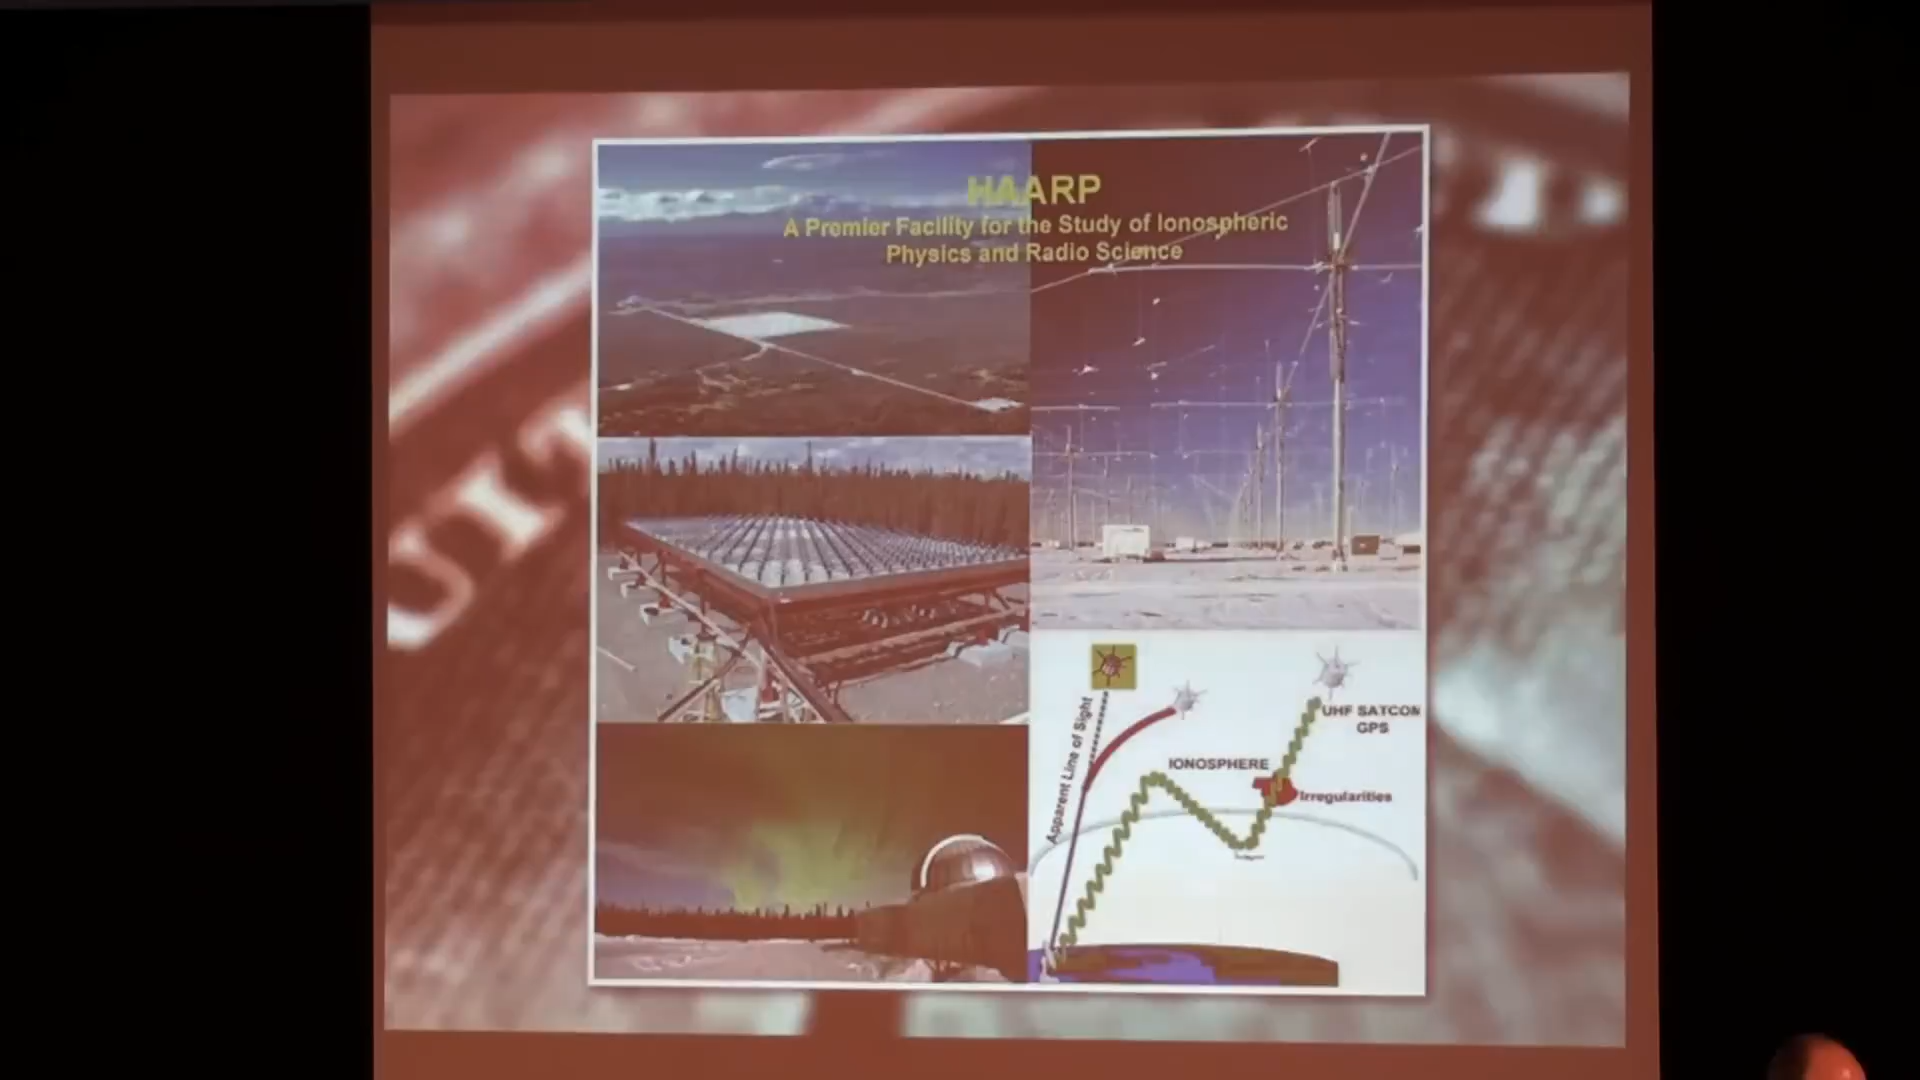 HAARP
A Premier Facility for the Study of Ionospheric
Physics and Radio Science
UIT
Apparent Line of Sight
UHF SATCOM
GPS
IONOSPHERE
Irregularities